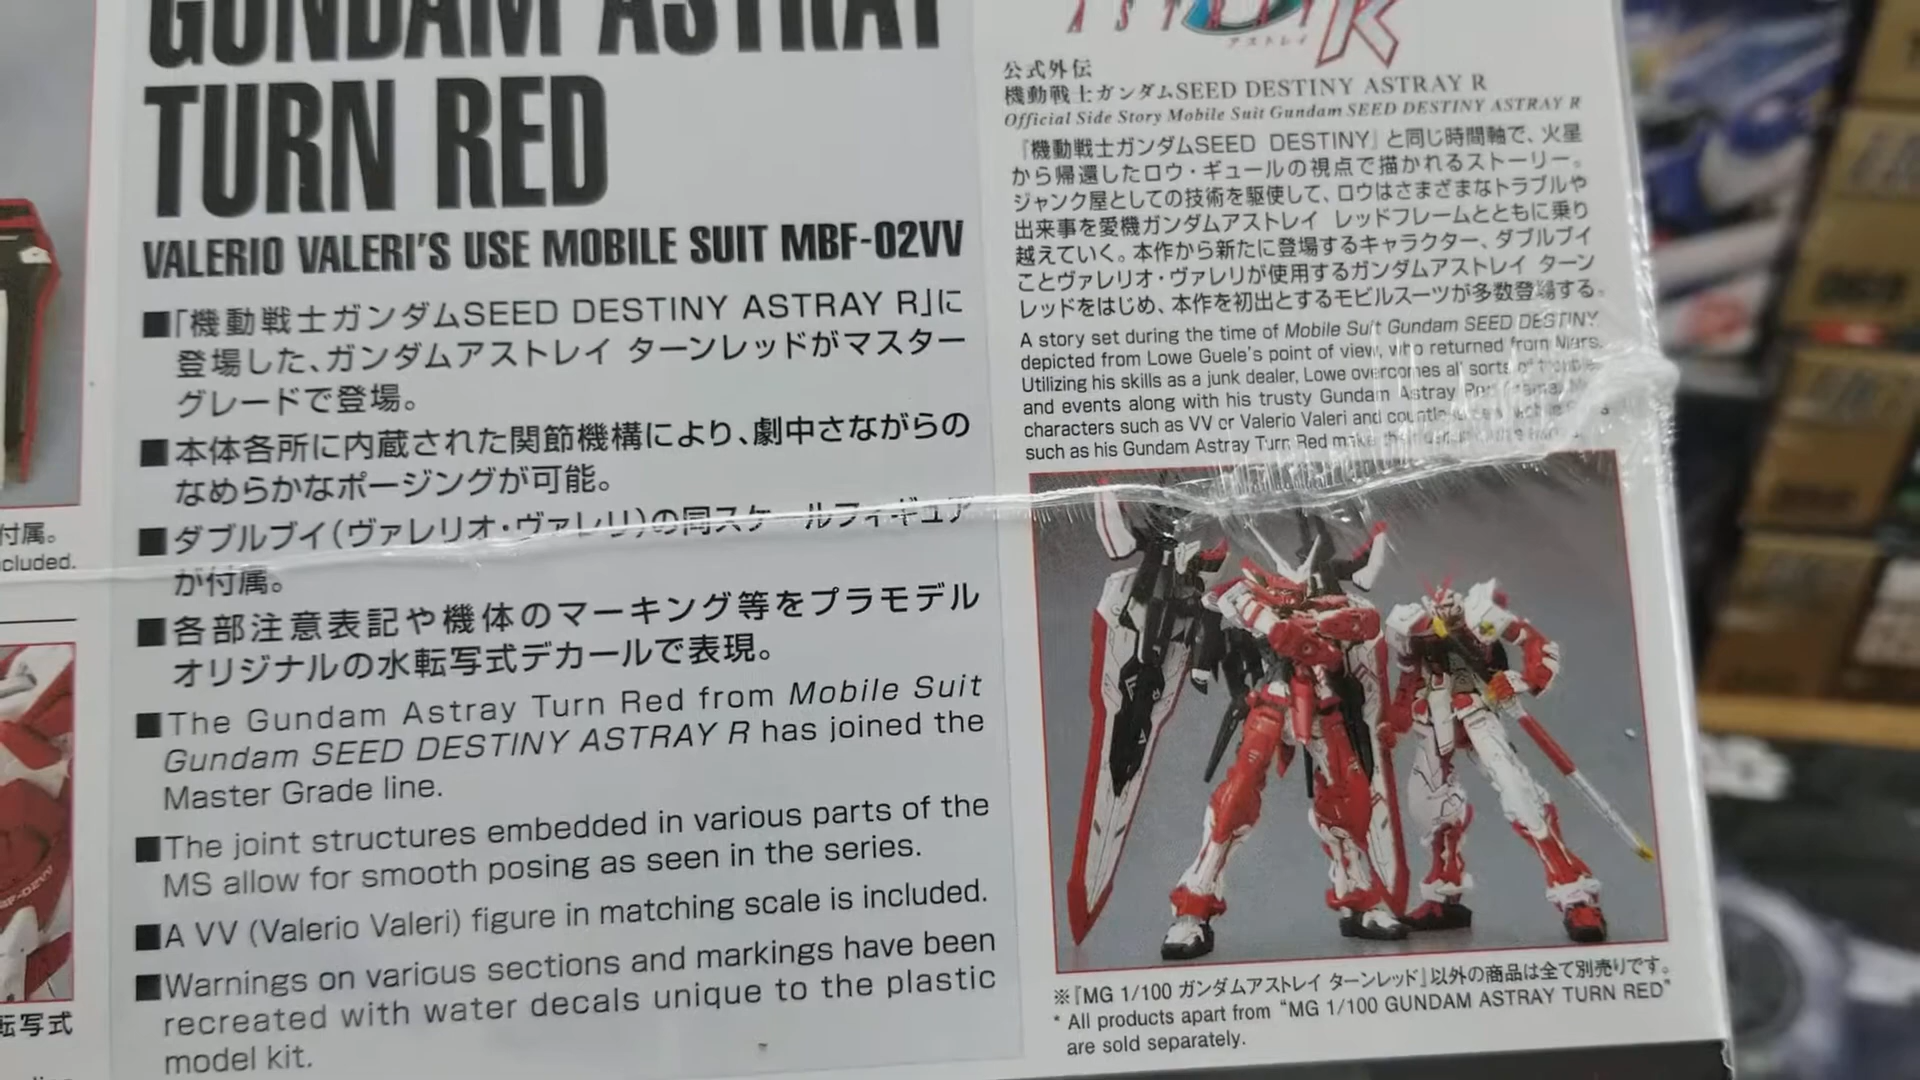 付属。
cluded.
転写式
GUNDAM ASTRAY
TURN RED
VALERIO VALERI'S USE MOBILE SUIT MBF-02VV
■「機動戦士ガンダムSEED DESTINY ASTRAY R」に
登場した、ガンダムアストレイ ターンレッドがマスター
グレードで登場。
■本体各所に内蔵された関節機構により、劇中さながらの
なめらかなポージングが可能。
■ダブルブイ(ヴァレリオ・ヴァレリ)の同スケールフィギュア
が付属。
■各部注意表記や機体のマーキング等をプラモデル
オリジナルの水転写式デカールで表現。
■The Gundam Astray Turn Red from Mobile Suit
Gundam SEED DESTINY ASTRAY R has joined the
Master Grade line.
■The joint structures embedded in various parts of the
MS allow for smooth posing as seen in the series.
■A VV (Valerio Valeri) figure in matching scale is included.
■Warnings on various sections and markings have been
recreated with water decals unique to the plastic
model kit.
ASTRAY R
アストレイ
公式外伝
機動戦士ガンダムSEED DESTINY ASTRAY R
Official Side Story Mobile Suit Gundam SEED DESTINY ASTRAY R
『機動戦士ガンダムSEED DESTINY』と同じ時間軸で、火星
から帰還したロウ・ギュールの視点で描かれるストーリー。
ジャンク屋としての技術を駆使して、ロウはさまざまなトラブルや
出来事を愛機ガンダムアストレイ レッドフレームとともに乗り
越えていく。本作から新たに登場するキャラクター、ダブルブイ
ことヴァレリオ・ヴァレリが使用するガンダムアストレイ ターン
レッドをはじめ、本作を初出とするモビルスーツが多数登場する。
A story set during the time of Mobile Suit Gundam SEED DESTINY
depicted from Lowe Guele's point of view, who returned from Mars.
Utilizing his skills as a junk dealer, Lowe overcomes all sorts of
and events along with his trusty Gundam Astray Red
characters such as VV or Valerio Valeri and
such as his Gundam Astray Turn Red make
※『MG 1/100 ガンダムアストレイ ターンレッド』以外の商品は全て別売りです。
* All products apart from "MG 1/100 GUNDAM ASTRAY TURN RED"
are sold separately.